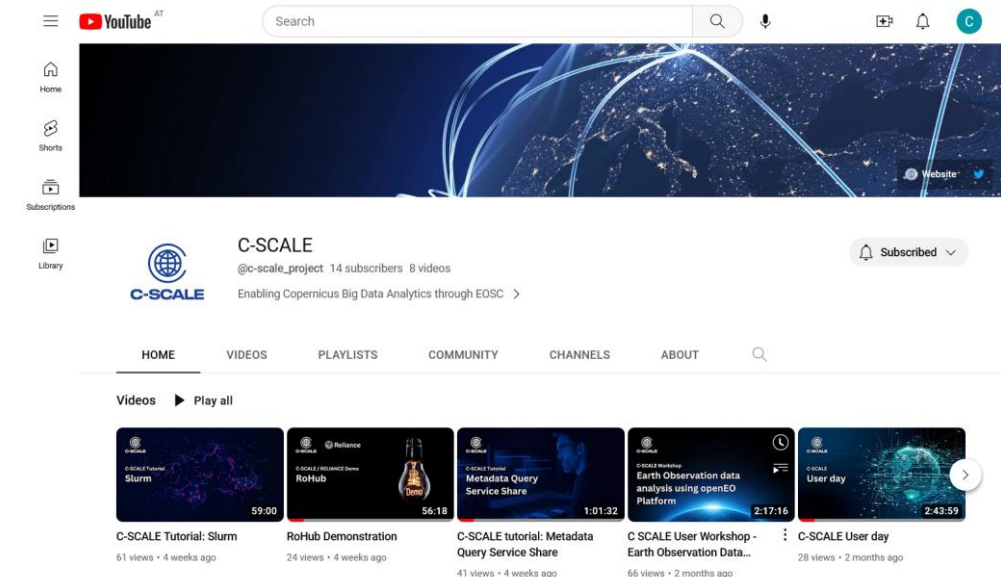 YouTube AT
Search
C
Home
Shorts
Subscriptions
Library
Website
C-SCALE
C-SCALE
@c-scale_project 14 subscribers 8 videos
Enabling Copernicus Big Data Analytics through EOSC
Subscribed
HOME VIDEOS PLAYLISTS COMMUNITY CHANNELS ABOUT
Videos Play all
C-SCALE
C-SCALE Tutorial
Slurm
59:00
C-SCALE Reliance
C-SCALE / RELIANCE Demo
RoHub
Demo
56:18
C-SCALE
C-SCALE Tutorial
Metadata Query
Service Share
1:01:32
C-SCALE
C-SCALE Workshop
Earth Observation data
analysis using openEO
Platform
2:17:16
C-SCALE
C-SCALE
User day
2:43:59
C-SCALE Tutorial: Slurm
61 views • 4 weeks ago
RoHub Demonstration
24 views • 4 weeks ago
C-SCALE tutorial: Metadata
Query Service Share
41 views • 4 weeks ago
C SCALE User Workshop -
Earth Observation Data...
66 views • 2 months ago
C-SCALE User day
28 views • 2 months ago